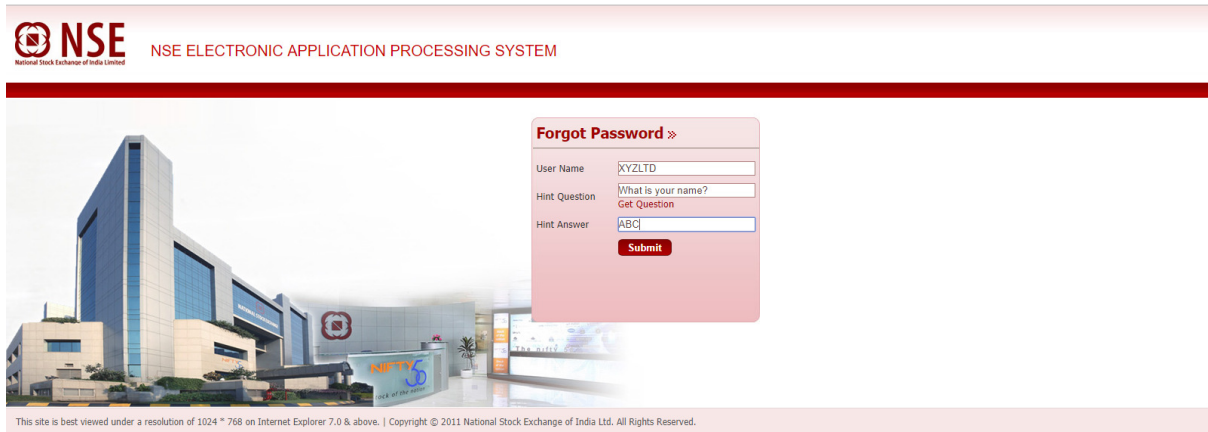 NSE
National Stock Exchange of India Limited
NSE ELECTRONIC APPLICATION PROCESSING SYSTEM
Forgot Password »
User Name XYZLTD
Hint Question What is your name?
Get Question
Hint Answer ABC
Submit
NIFTY50
The nifty
This site is best viewed under a resolution of 1024 * 768 on Internet Explorer 7.0 & above. | Copyright © 2011 National Stock Exchange of India Ltd. All Rights Reserved.